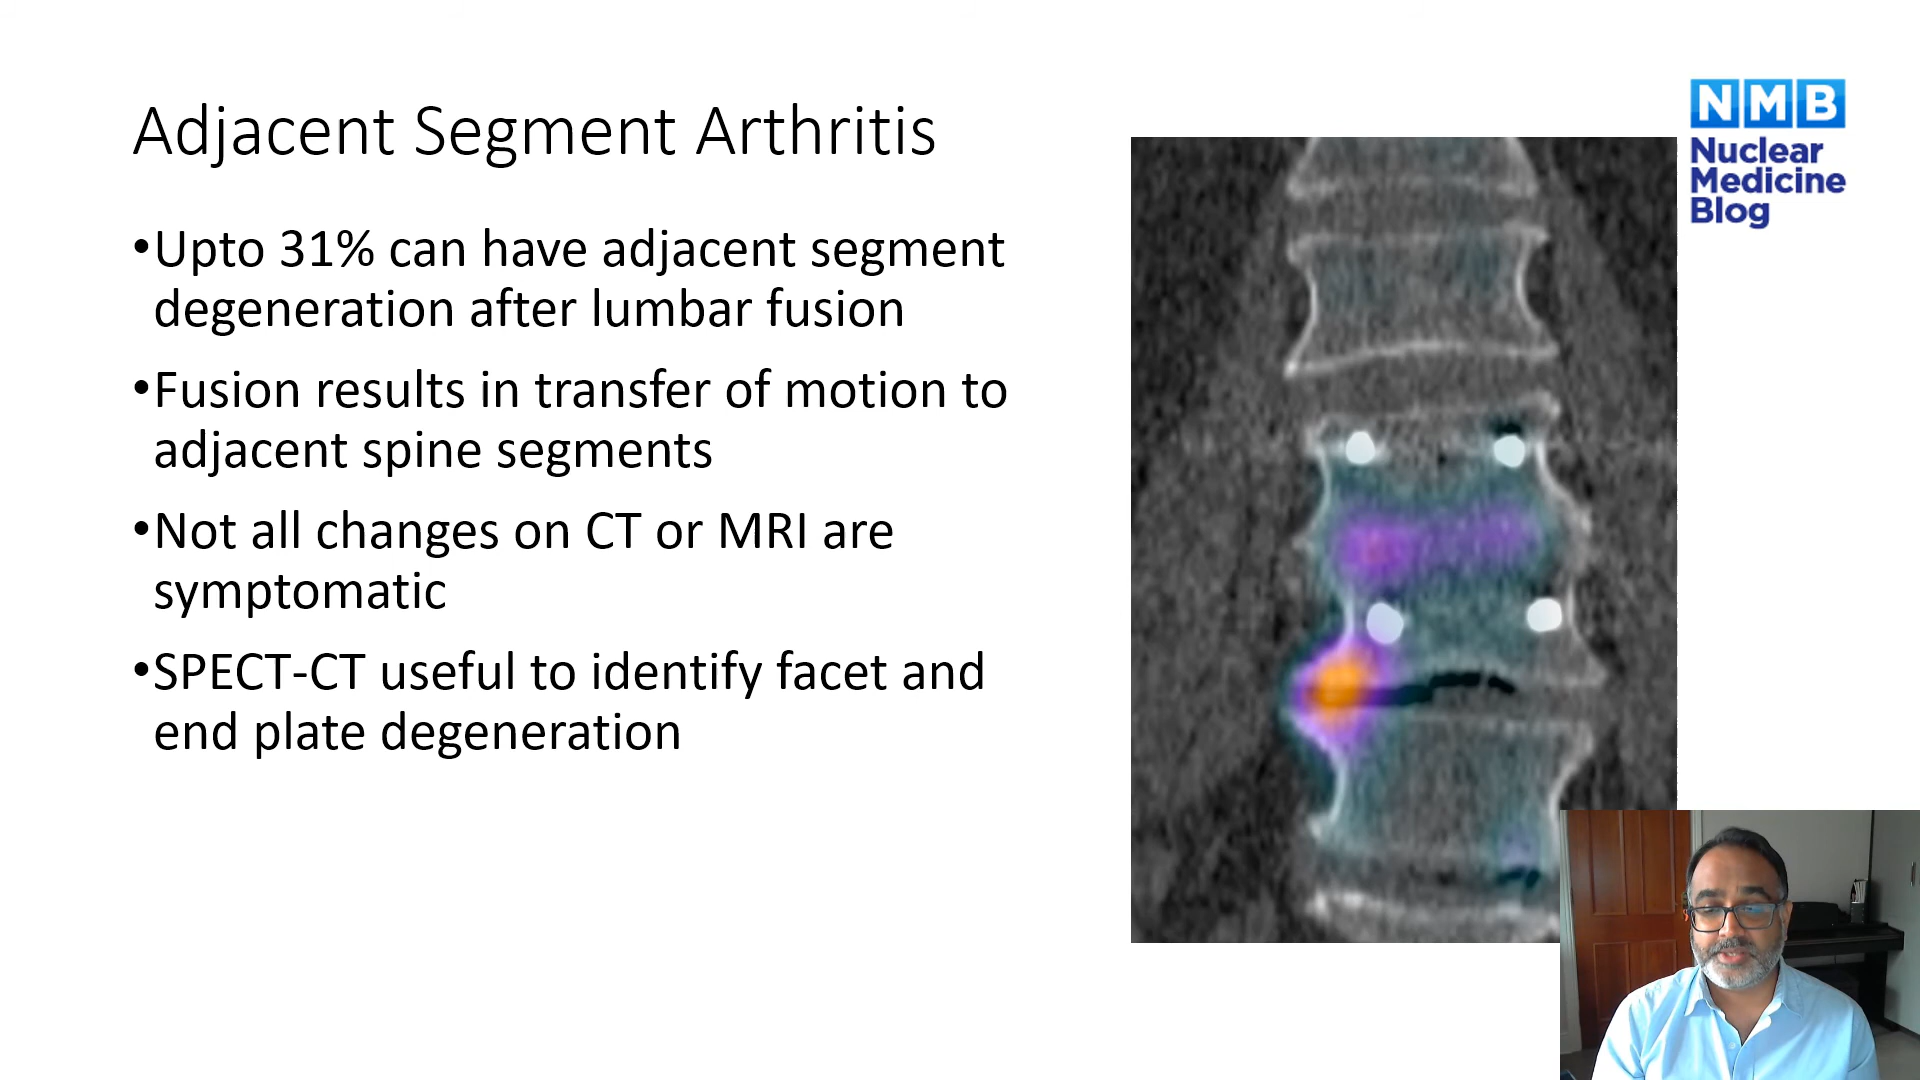 Adjacent Segment Arthritis
•Upto 31% can have adjacent segment
degeneration after lumbar fusion
•Fusion results in transfer of motion to
adjacent spine segments
•Not all changes on CT or MRI are
symptomatic
•SPECT-CT useful to identify facet and
end plate degeneration
NMB
Nuclear
Medicine
Blog